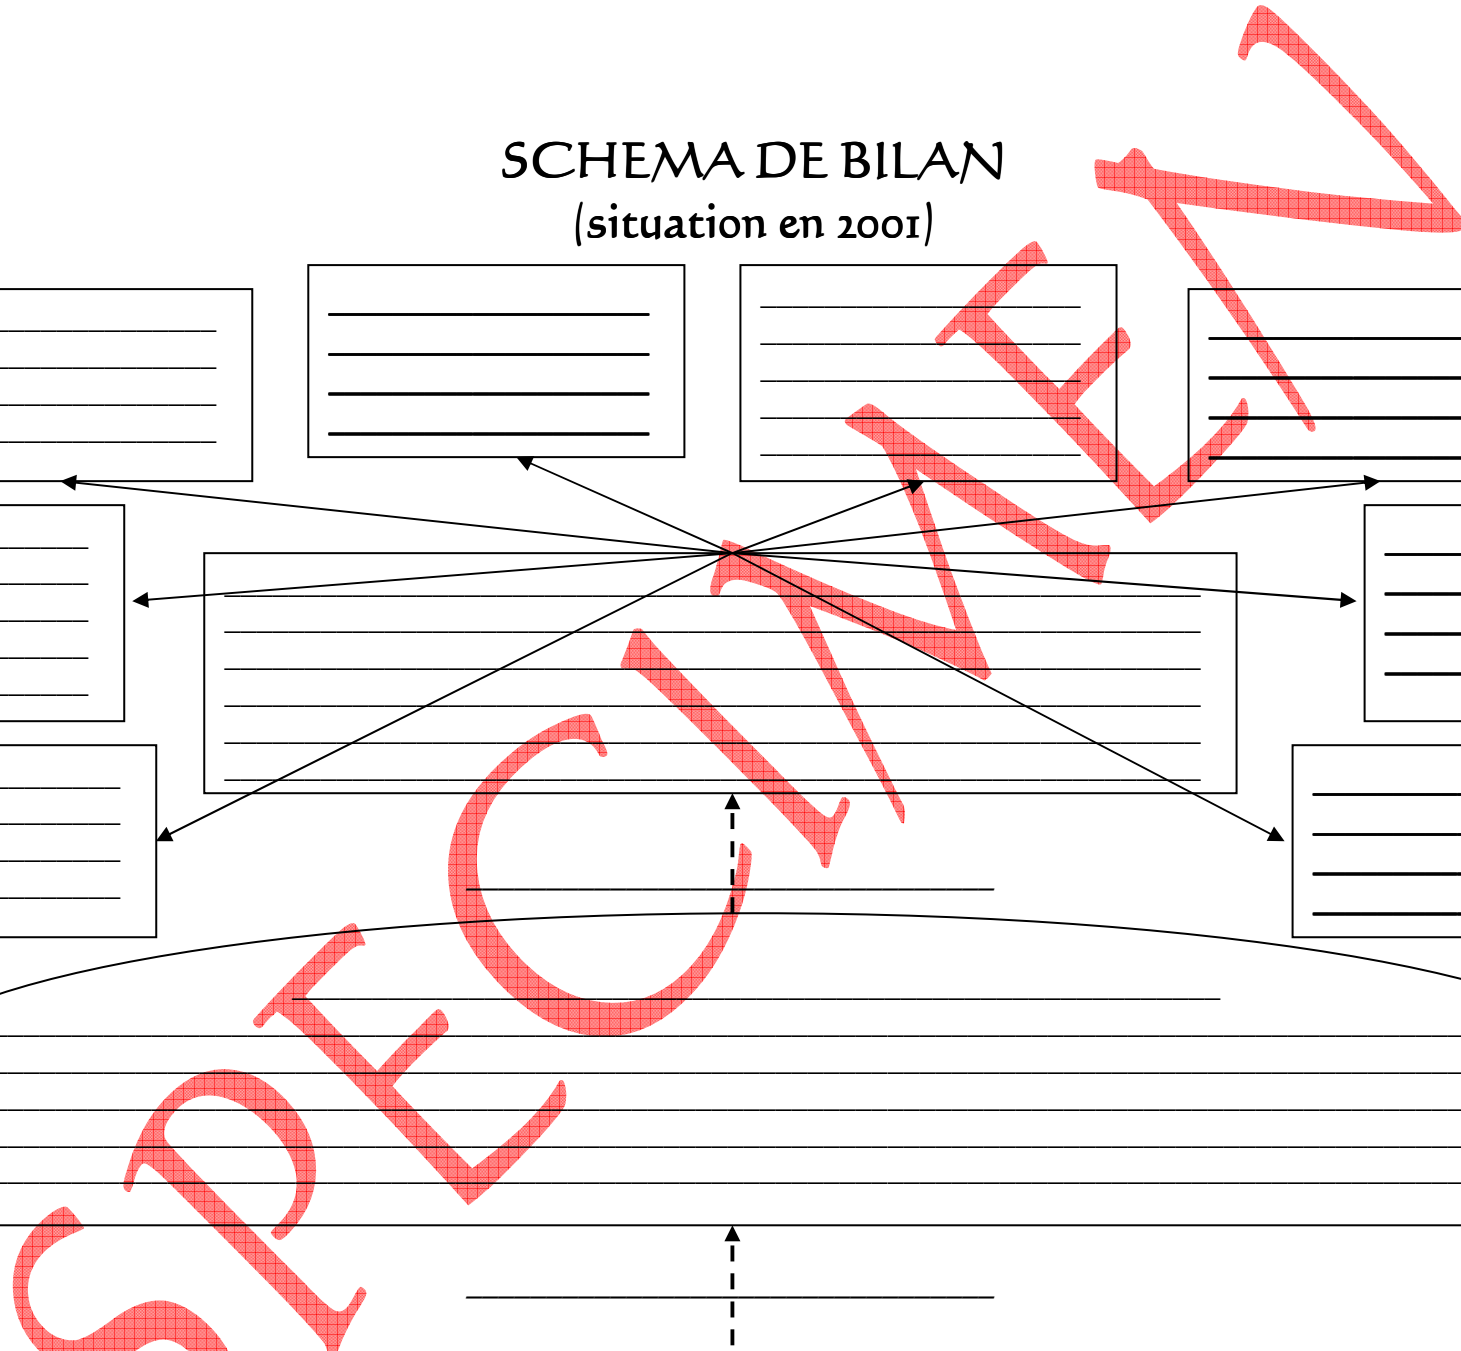 SCHEMA DE BILAN
(situation en 2001)
SPECIMEN